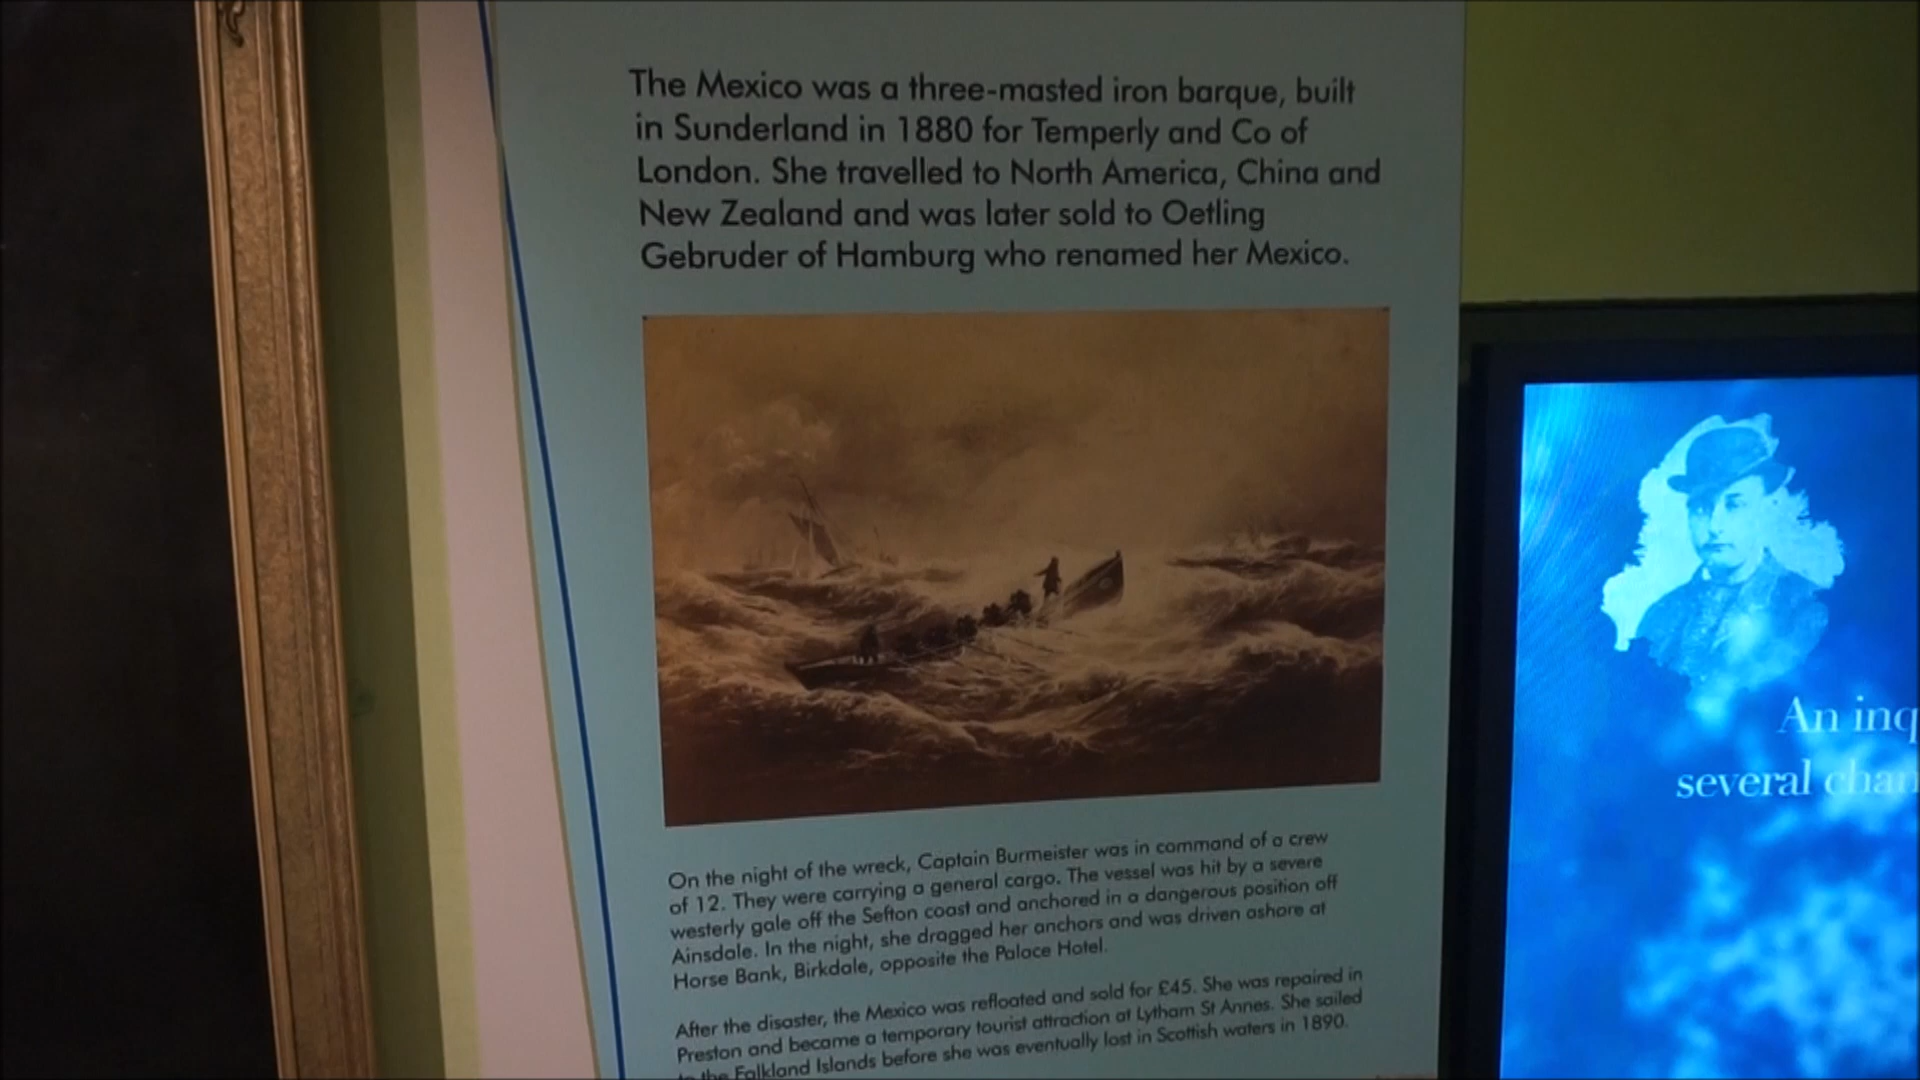 The Mexico was a three-masted iron barque, built
in Sunderland in 1880 for Temperly and Co of
London. She travelled to North America, China and
New Zealand and was later sold to Oetling
Gebruder of Hamburg who renamed her Mexico.
On the night of the wreck, Captain Burmeister was in command of a crew
of 12. They were carrying a general cargo. The vessel was hit by a severe
westerly gale off the Sefton coast and anchored in a dangerous position off
Ainsdale. In the night, she dragged her anchors and was driven ashore at
Horse Bank, Birkdale, opposite the Palace Hotel.
After the disaster, the Mexico was refloated and sold for £45. She was repaired in
Preston and became a temporary tourist attraction at Lytham St Annes. She sailed
to the Falkland Islands before she was eventually lost in Scottish waters in 1890.
An inq
several chan